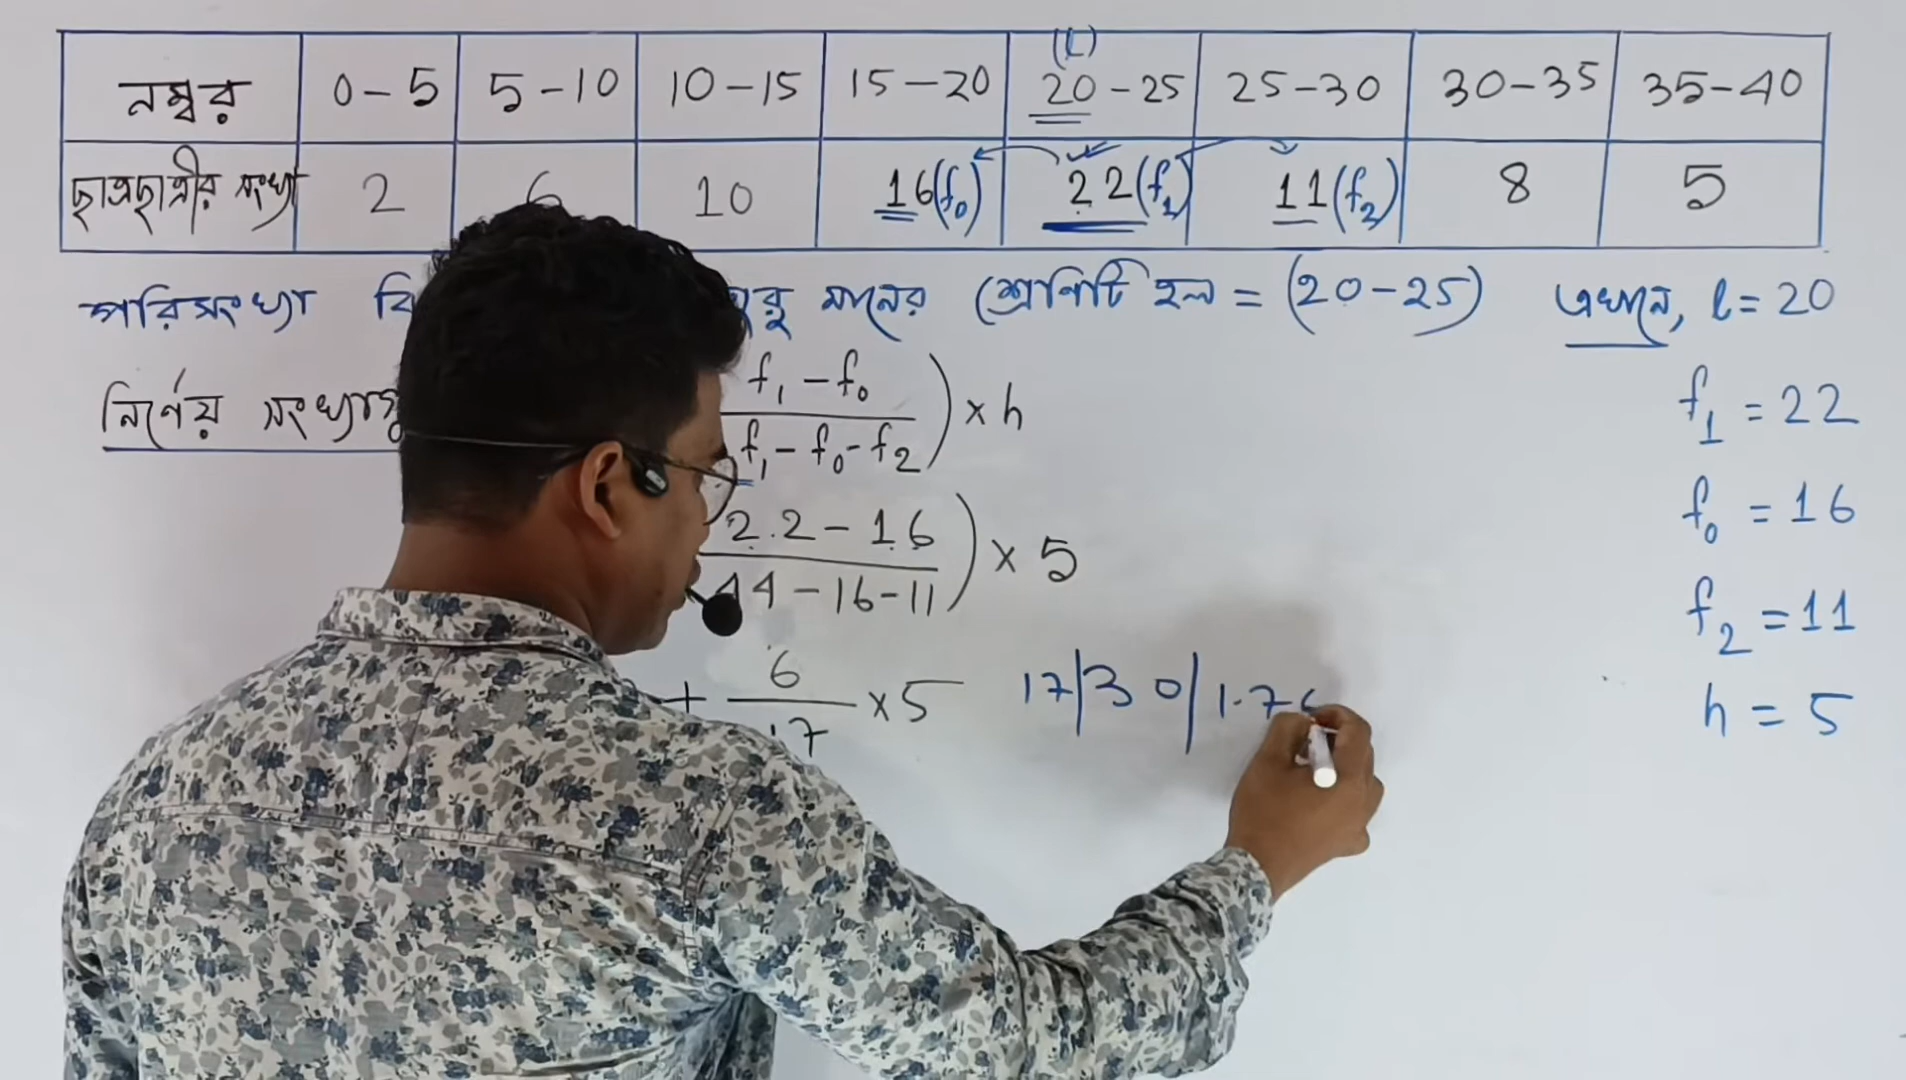 (l)
নম্বর 0-5 5-10 10-15 15-20 20-25 25-30 30-35 35-40
ছাত্রছাত্রীর সংখ্যা 2 6 10 16(f₀) 22(f₁) 11(f₂) 8 5
পরিসংখ্যা মানের শ্রেণিটি হল = (20-25) এখানে, l = 20
নির্ণেয় f₁ - f₀ ) × h
f₁ - f₀ - f₂
22 - 16 ) × 5
44 - 16 - 11
+ 6/17 × 5 17|30|1.7
f₁ = 22
f₀ = 16
f₂ = 11
h = 5